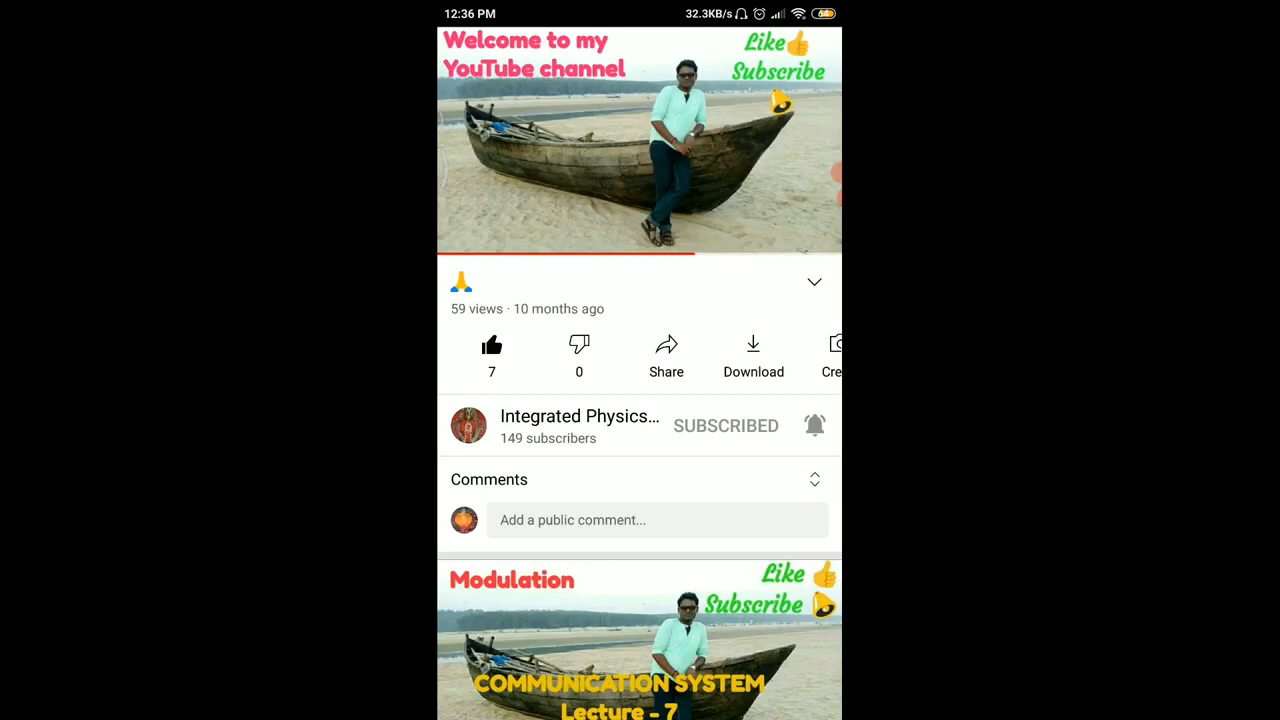 12:36 PM
32.3KB/s
64
Welcome to my
YouTube channel
Like👍
Subscribe
🔔
🙏
59 views · 10 months ago
7
0
Share
Download
Cre
Integrated Physics...
149 subscribers
SUBSCRIBED
Comments
Add a public comment...
Modulation
Like 👍
Subscribe 🔔
COMMUNICATION SYSTEM
Lecture - 7